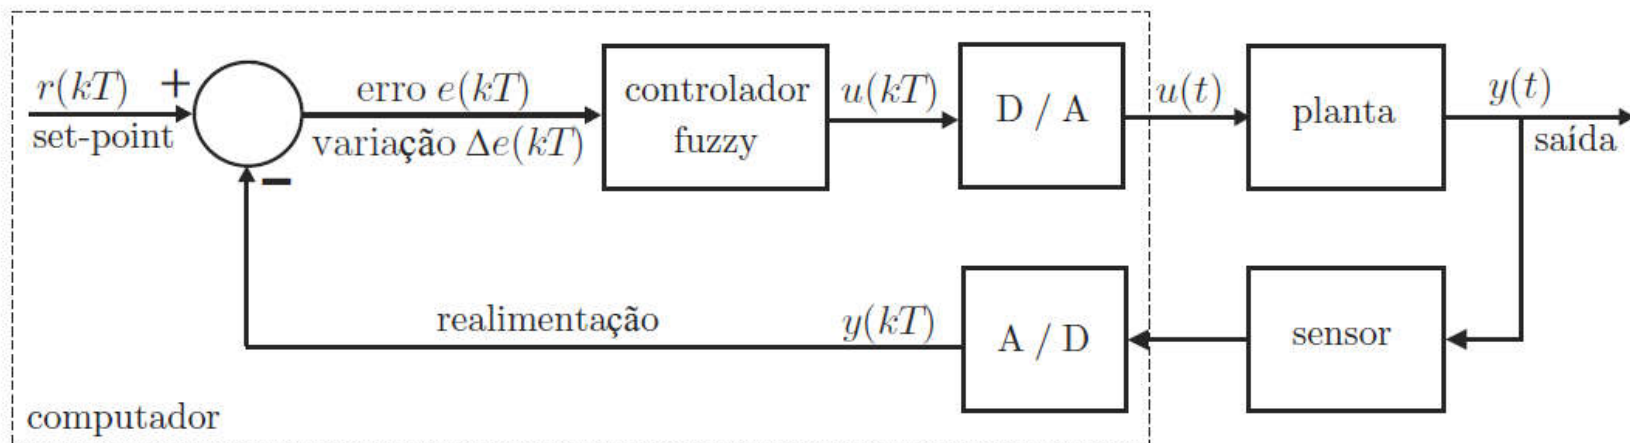 r(kT)
+
set-point
−
erro e(kT)
variação Δe(kT)
controlador
fuzzy
u(kT)
D / A
u(t)
planta
y(t)
saída
sensor
A / D
y(kT)
realimentação
computador